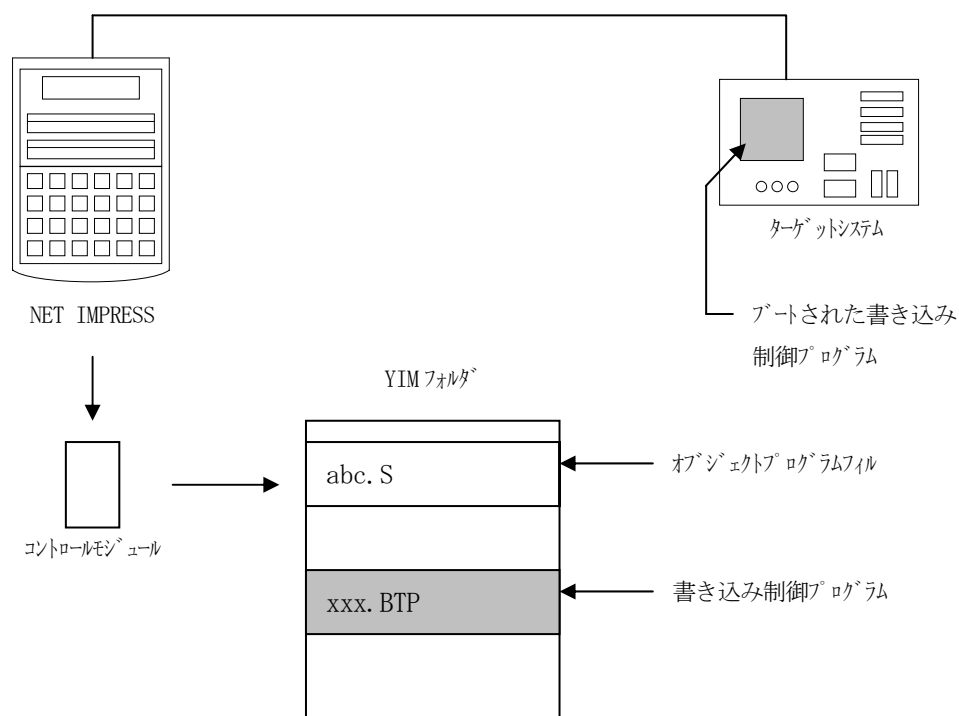 ﾀｰｹﾞｯﾄｼｽﾃﾑ
NET IMPRESS
ﾌﾞｰﾄされた書き込み
制御ﾌﾟﾛｸﾞﾗﾑ
YIMﾌｫﾙﾀﾞ
abc.S
ｵﾌﾞｼﾞｪｸﾄﾌﾟﾛｸﾞﾗﾑﾌｨﾙ
ｺﾝﾄﾛｰﾙﾓｼﾞｭｰﾙ
xxx.BTP
書き込み制御ﾌﾟﾛｸﾞﾗﾑ